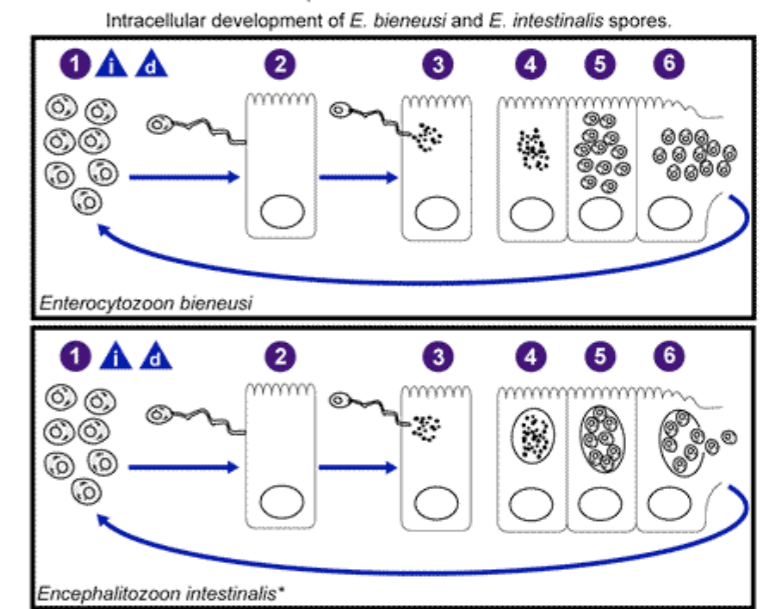 Intracellular development of E. bieneusi and E. intestinalis spores.
1 i d 2 3 4 5 6
Enterocytozoon bieneusi
1 i d 2 3 4 5 6
Encephalitozoon intestinalis*